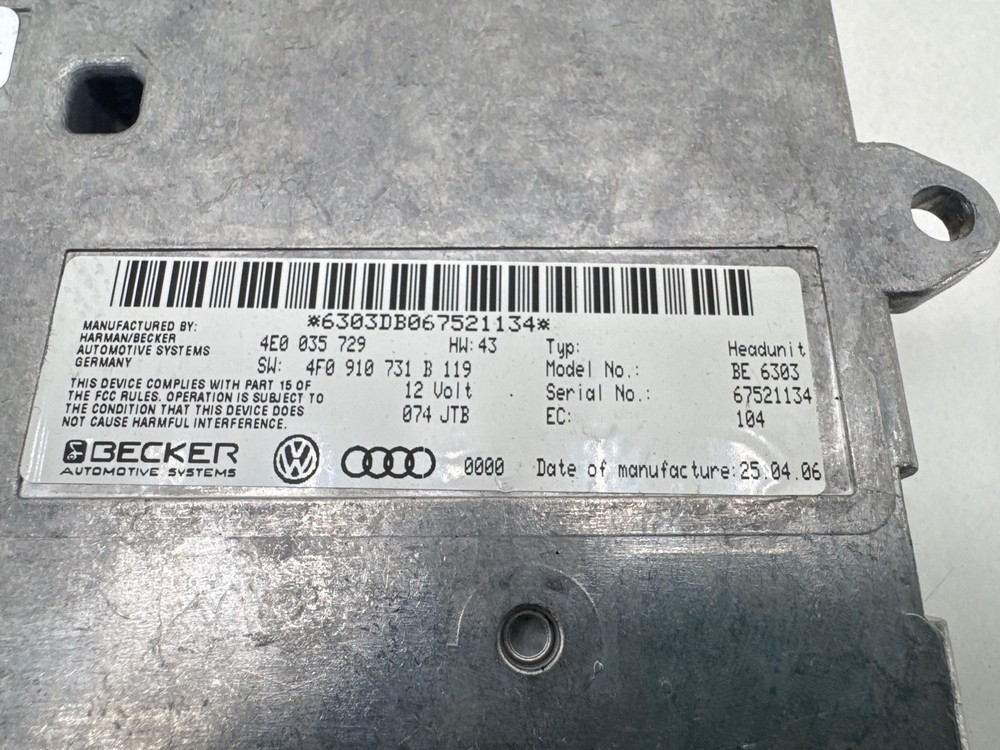 *6303DB067521134*
MANUFACTURED BY:
HARMAN/BECKER
AUTOMOTIVE SYSTEMS
GERMANY
THIS DEVICE COMPLIES WITH PART 15 OF
THE FCC RULES. OPERATION IS SUBJECT TO
THE CONDITION THAT THIS DEVICE DOES
NOT CAUSE HARMFUL INTERFERENCE.
4E0 035 729 HW: 43
SW: 4F0 910 731 B 119
12 Volt
074 JTB
Typ: Headunit
Model No.: BE 6303
Serial No.: 67521134
EC: 104
BECKER
AUTOMOTIVE SYSTEMS
VW
0000 Date of manufacture: 25.04.06